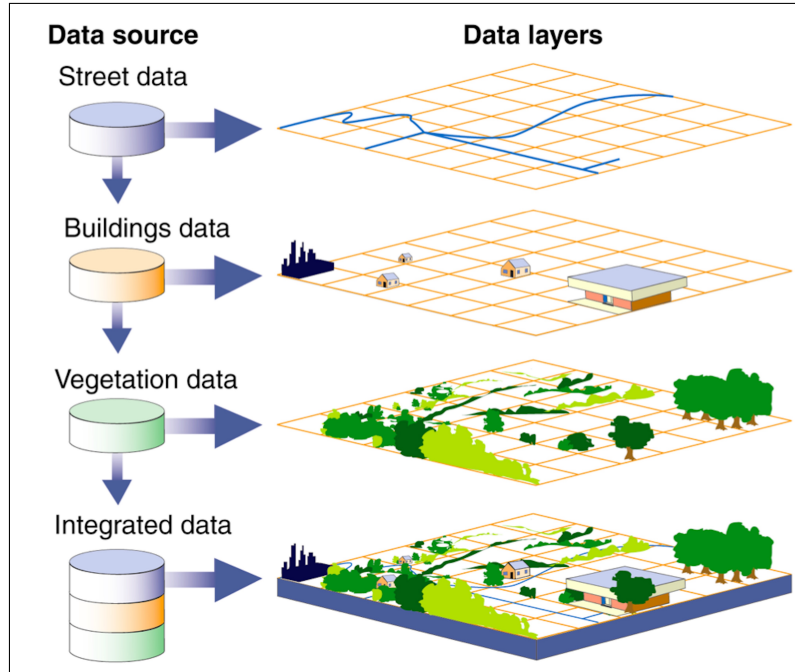 Data source
Data layers
Street data
Buildings data
Vegetation data
Integrated data